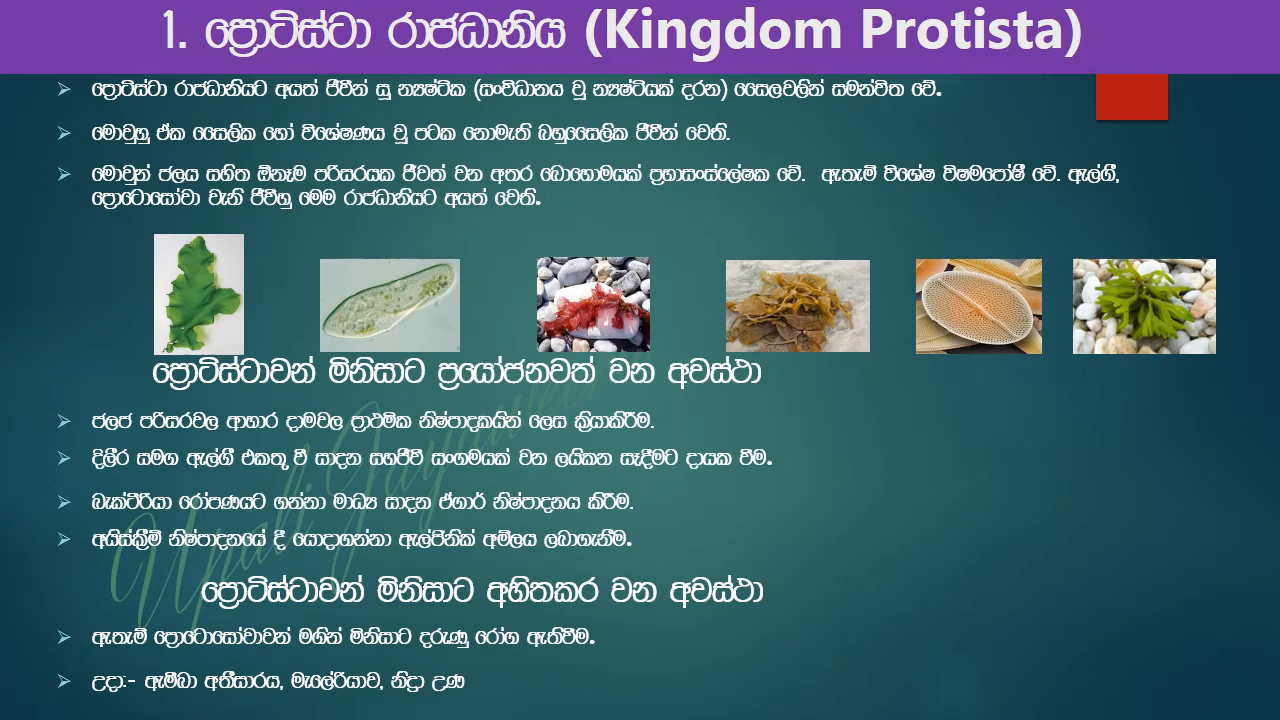 1. ප්‍රොටිස්ටා රාජධානිය (Kingdom Protista)
ප්‍රොටිස්ටා රාජධානියට අයත් ජීවීන් සූ න්‍යෂ්ටික (සංවිධානය වූ න්‍යෂ්ටියක් දරන) සෛලවලින් සමන්විත වේ.
මොවුහු ඒක සෛලික හෝ විශේෂණය වූ පටක නොමැති බහුසෛලික ජීවීන් වෙති.
මොවුන් ජලය සහිත ඕනෑම පරිසරයක ජීවත් වන අතර බොහොමයක් ප්‍රභාසංස්ලේෂක වේ. ඇතැම් විශේෂ විෂමපෝෂී වේ. ඇල්ගී,
ප්‍රොටොසෝවා වැනි ජීවීහු මෙම රාජධානියට අයත් වෙති.
ප්‍රොටිස්ටාවන් මිනිසාට ප්‍රයෝජනවත් වන අවස්ථා
ජලජ පරිසරවල ආහාර දාමවල ප්‍රාථමික නිෂ්පාදකයින් ලෙස ක්‍රියාකිරීම.
දිලීර සමග ඇල්ගී එකතු වී සාදන සහජීවී සංගමයක් වන ලයිකන සෑදීමට දායක වීම.
බැක්ටීරියා රෝපණයට ගන්නා මාධ්‍ය සාදන ඒගාර් නිෂ්පාදනය කිරීම.
අයිස්ක්‍රීම් නිෂ්පාදනයේ දී යොදාගන්නා ඇල්ජිනික් අම්ලය ලබාගැනීම.
ප්‍රොටිස්ටාවන් මිනිසාට අහිතකර වන අවස්ථා
ඇතැම් ප්‍රොටොසෝවාවන් මගින් මිනිසාට දරුණු රෝග ඇතිවීම.
උදා:- ඇමීබා අතීසාරය, මැලේරියාව, නිද්‍රා උණ
Upali Jayaweera